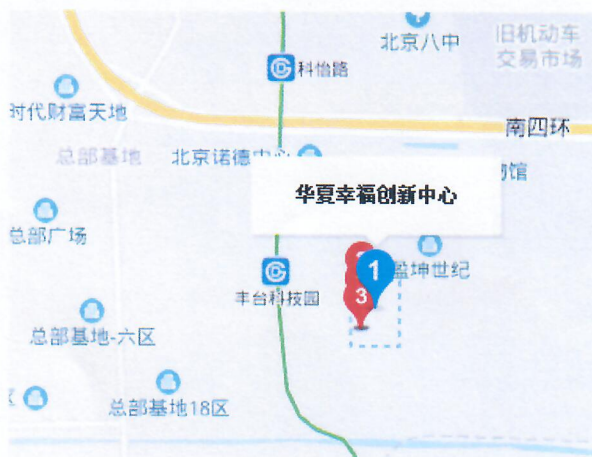 北京八中
旧机动车
交易市场
科怡路
时代财富天地
南四环
总部基地
北京诺德中心
物馆
华夏幸福创新中心
总部广场
1
盈坤世纪
3
丰台科技园
总部基地-六区
区
总部基地18区